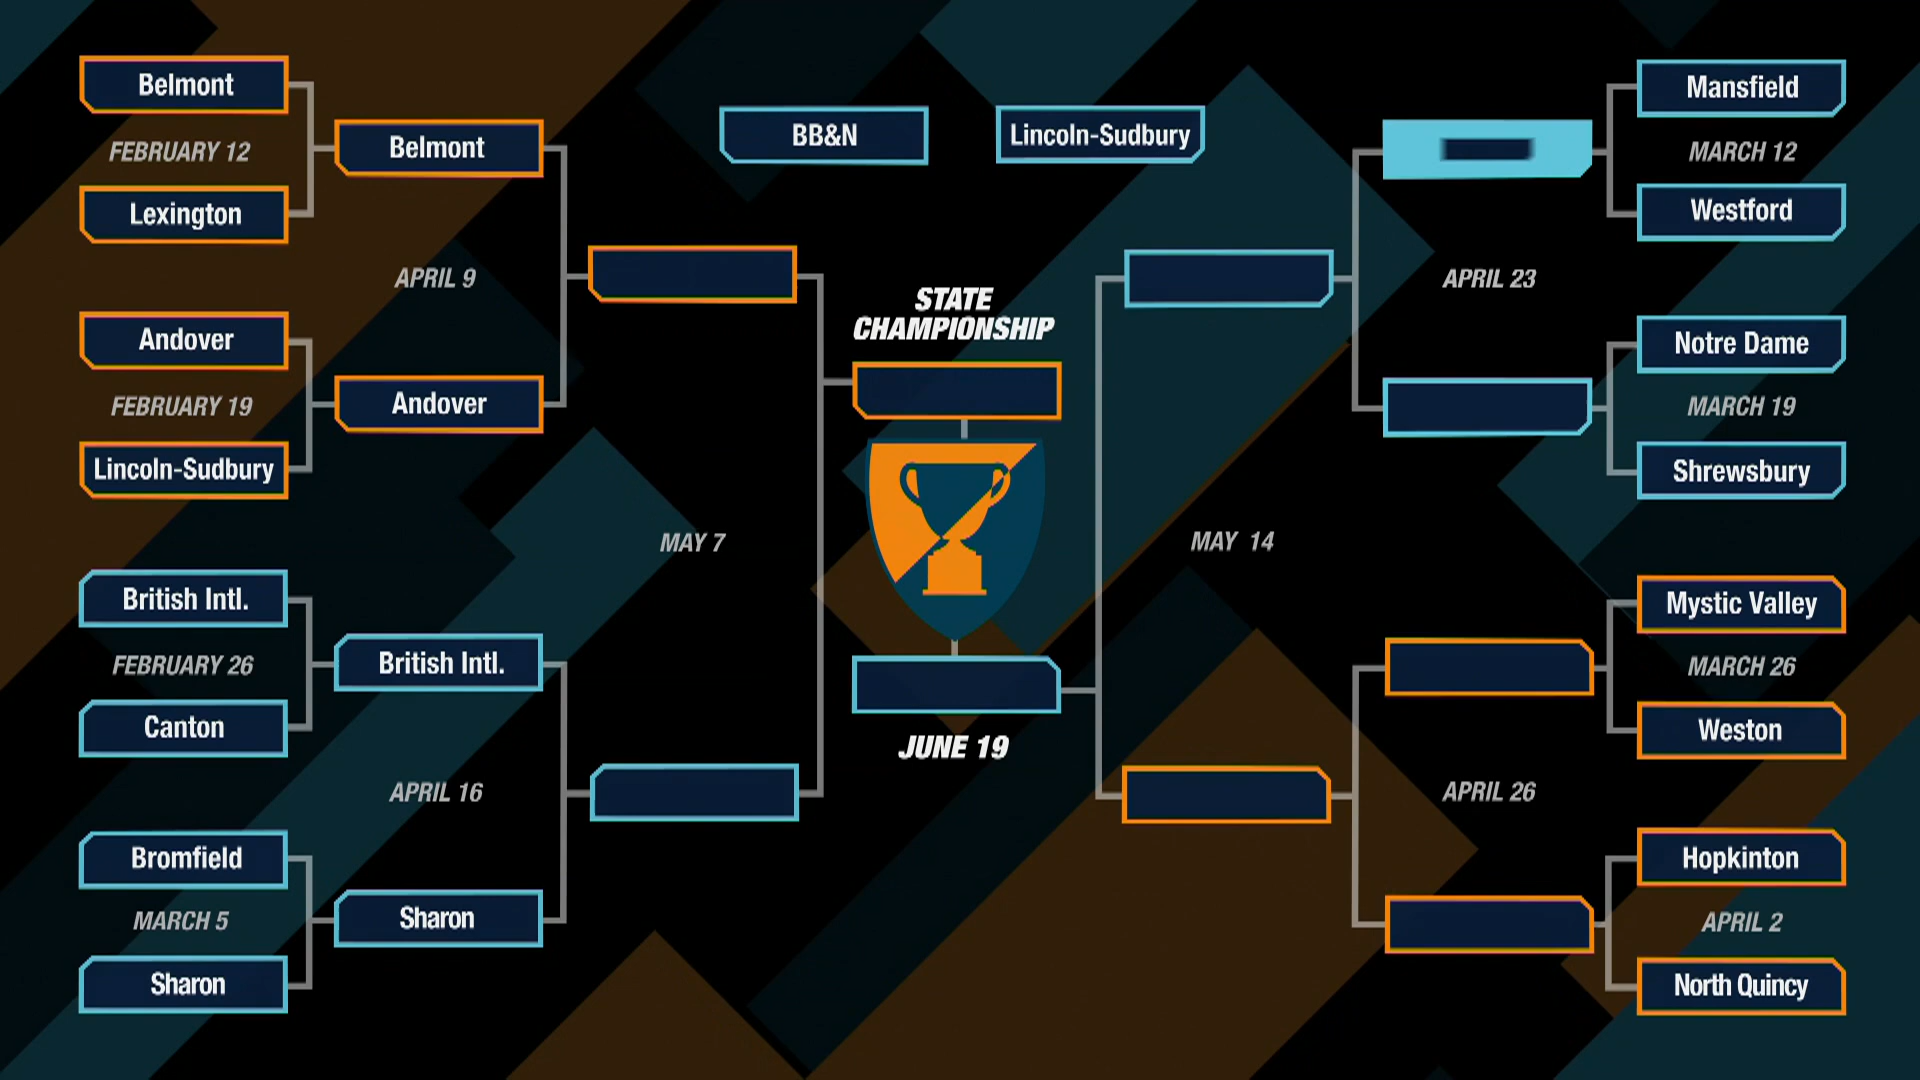 Belmont
FEBRUARY 12
Lexington
Andover
FEBRUARY 19
Lincoln-Sudbury
British Intl.
FEBRUARY 26
Canton
Bromfield
MARCH 5
Sharon
Belmont
APRIL 9
Andover
British Intl.
APRIL 16
Sharon
MAY 7
BB&N
Lincoln-Sudbury
STATE
CHAMPIONSHIP
JUNE 19
MAY 14
APRIL 23
APRIL 26
Mansfield
MARCH 12
Westford
Notre Dame
MARCH 19
Shrewsbury
Mystic Valley
MARCH 26
Weston
Hopkinton
APRIL 2
North Quincy